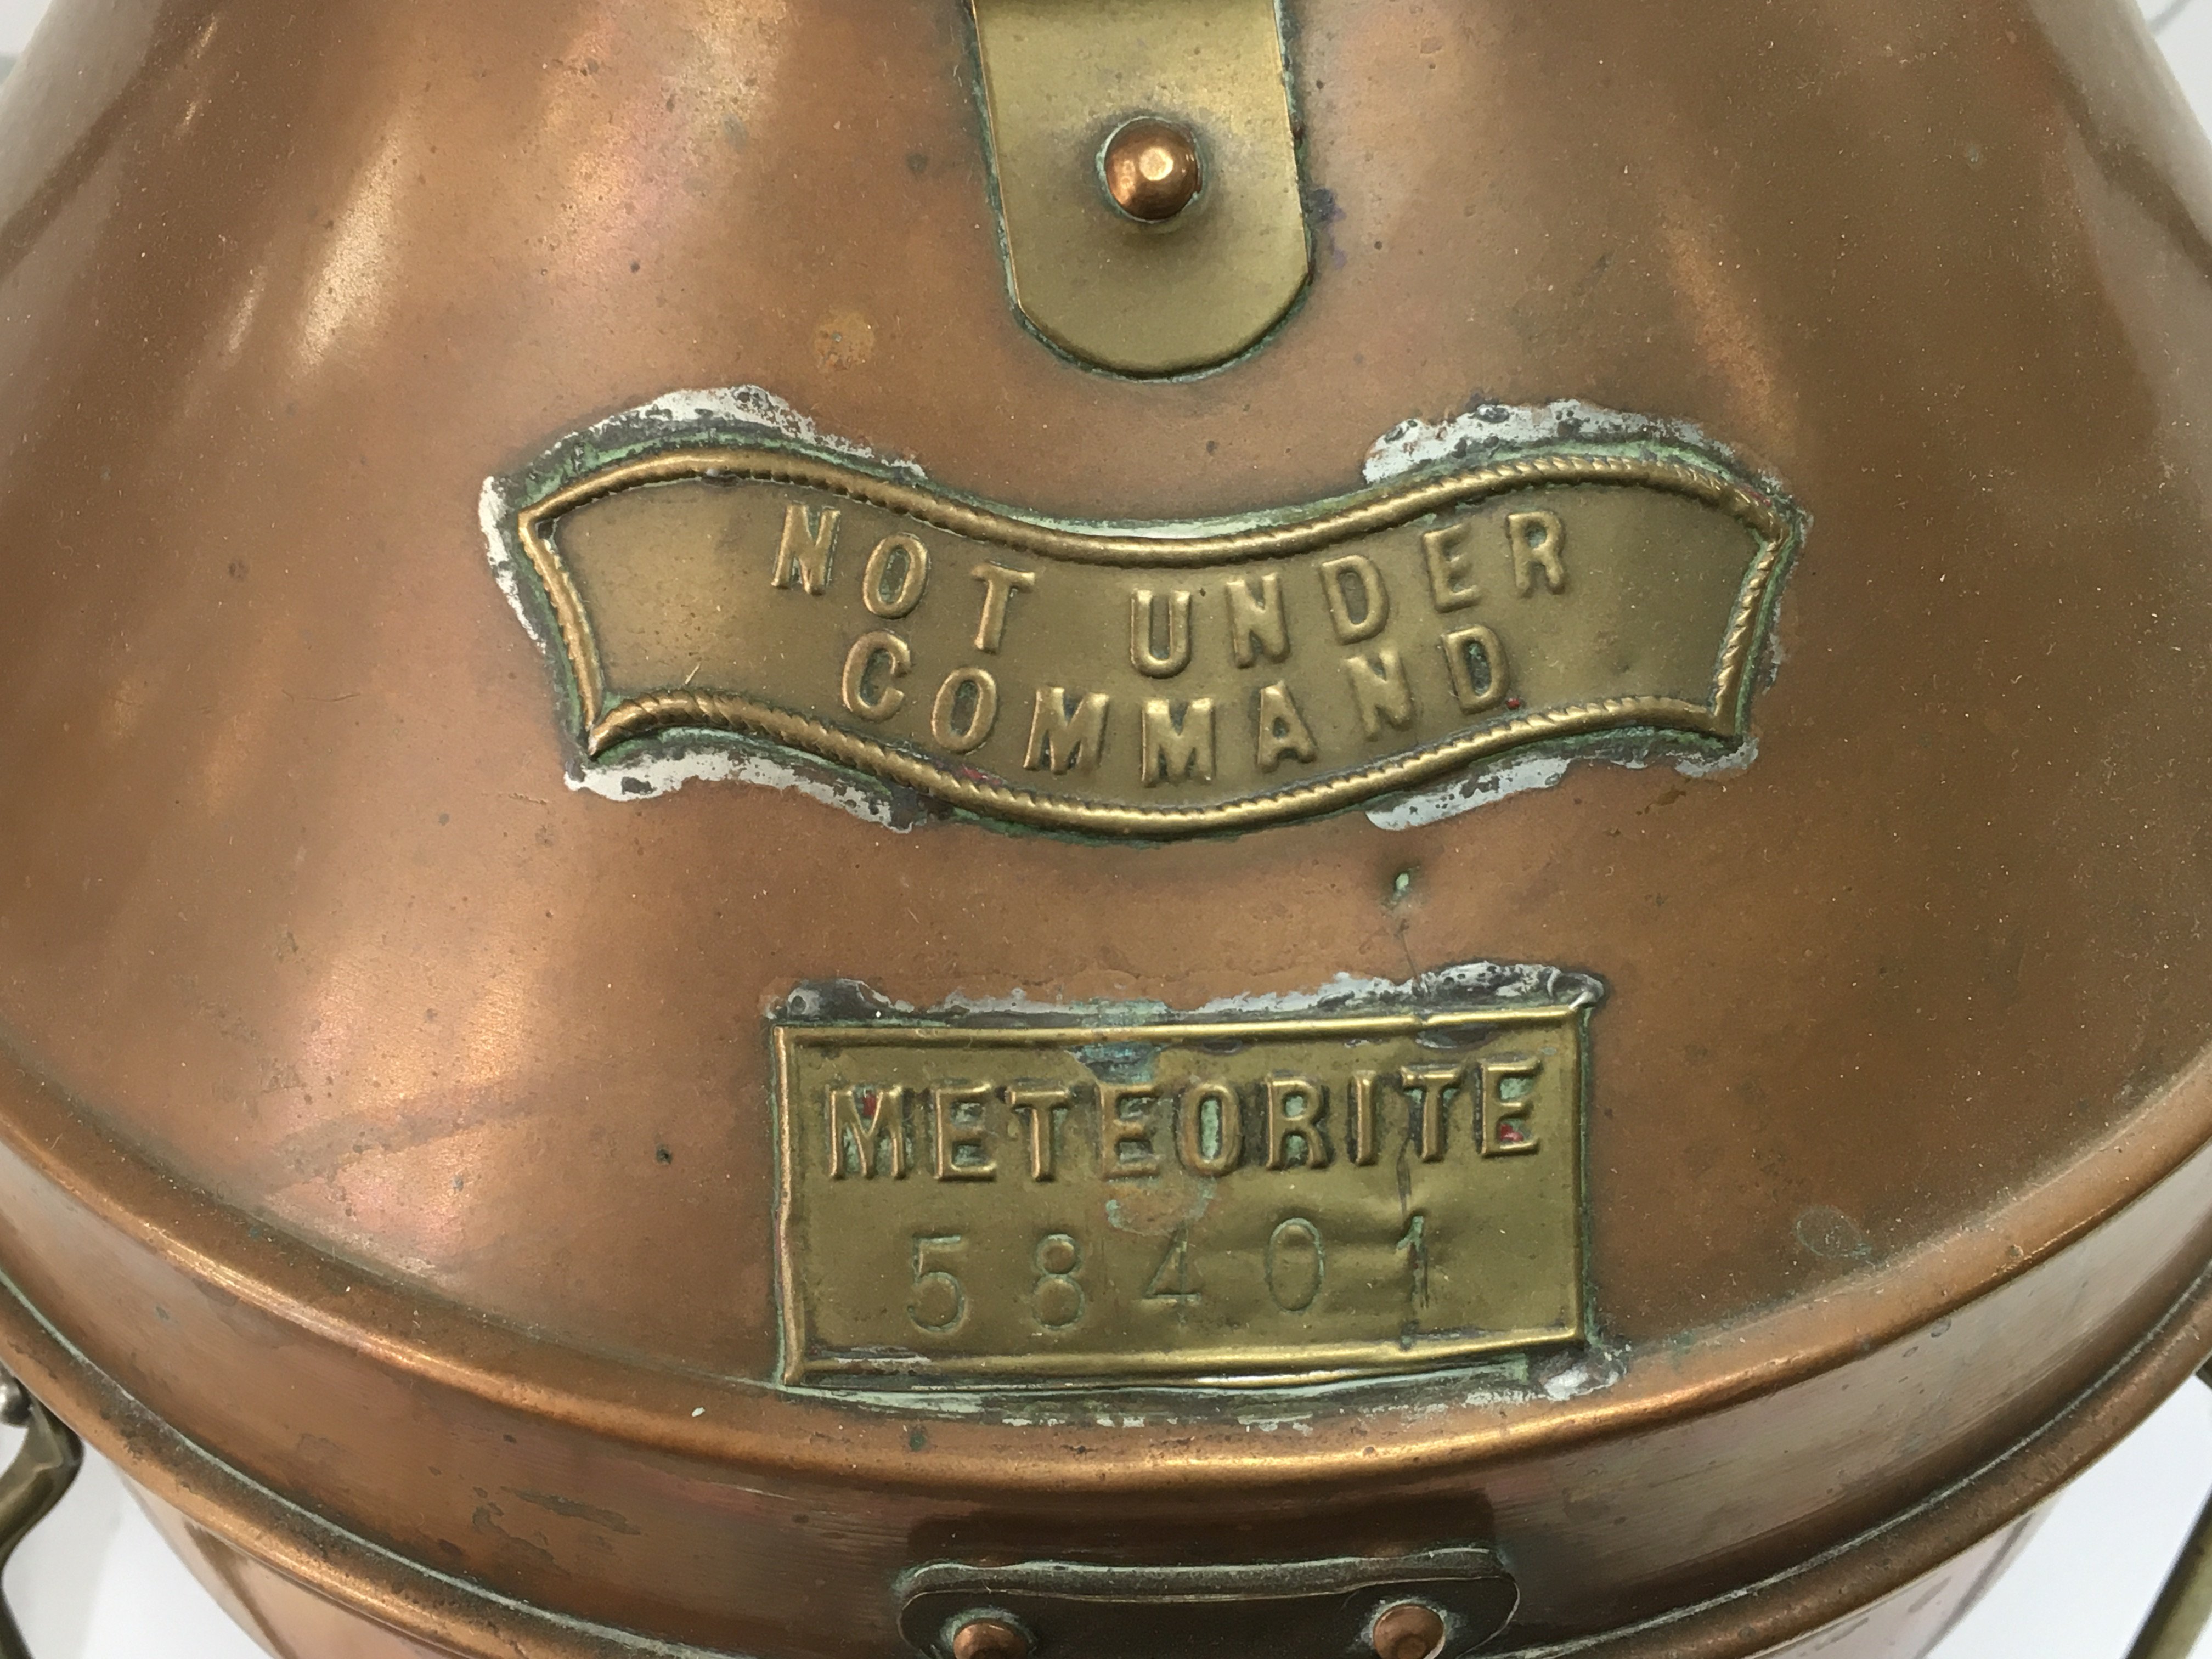 NOT UNDER
COMMAND
METEORITE
58401